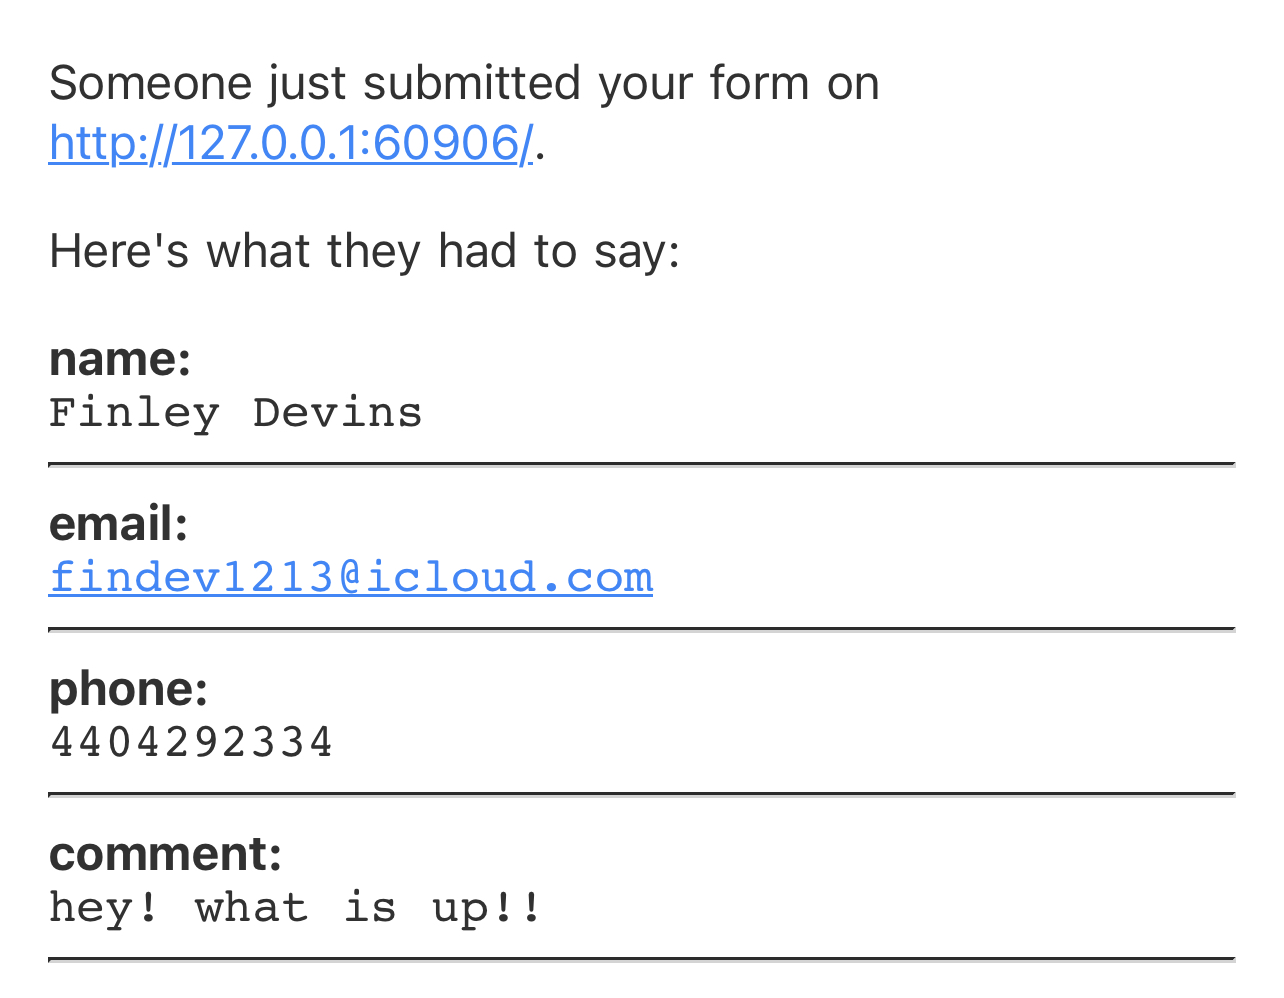 Someone just submitted your form on
http://127.0.0.1:60906/.
Here's what they had to say:
name:
Finley Devins
email:
findev1213@icloud.com
phone:
4404292334
comment:
hey! what is up!!